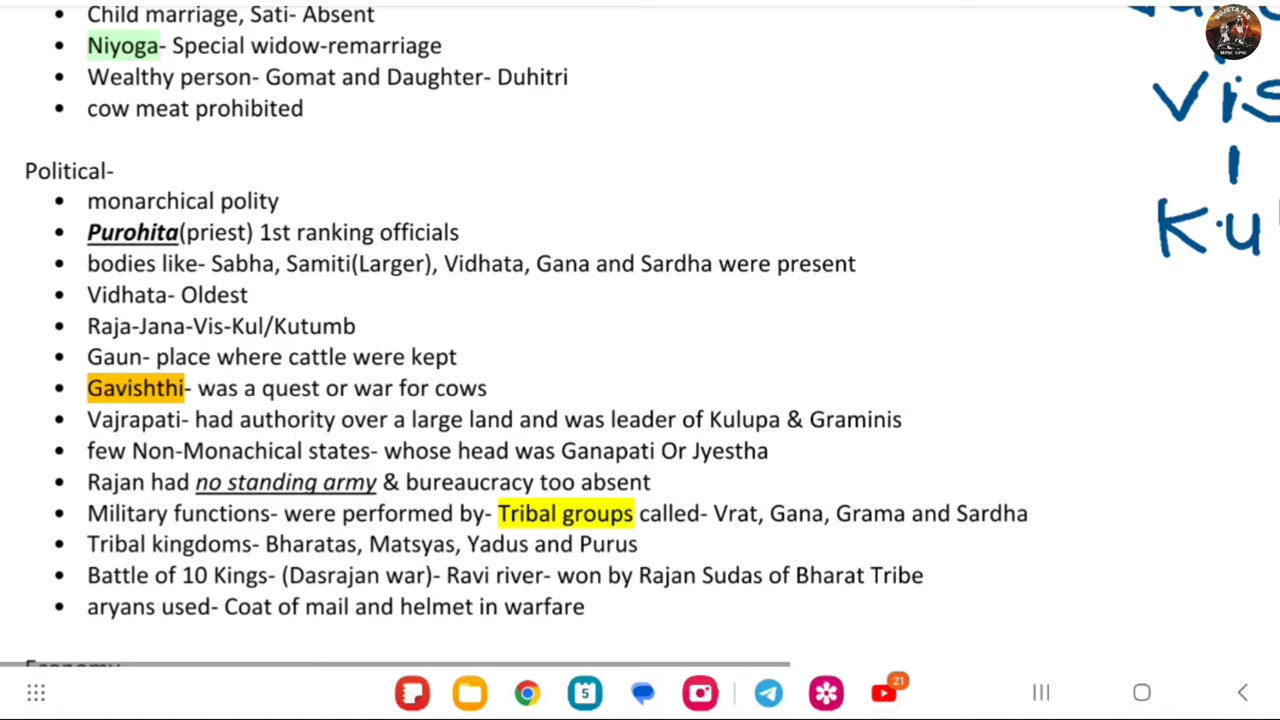 Child marriage, Sati- Absent
• Niyoga- Special widow-remarriage
• Wealthy person- Gomat and Daughter- Duhitri
• cow meat prohibited
Political-
• monarchical polity
• Purohita(priest) 1st ranking officials
• bodies like- Sabha, Samiti(Larger), Vidhata, Gana and Sardha were present
• Vidhata- Oldest
• Raja-Jana-Vis-Kul/Kutumb
• Gaun- place where cattle were kept
• Gavishthi- was a quest or war for cows
• Vajrapati- had authority over a large land and was leader of Kulupa & Graminis
• few Non-Monachical states- whose head was Ganapati Or Jyestha
• Rajan had no standing army & bureaucracy too absent
• Military functions- were performed by- Tribal groups called- Vrat, Gana, Grama and Sardha
• Tribal kingdoms- Bharatas, Matsyas, Yadus and Purus
• Battle of 10 Kings- (Dasrajan war)- Ravi river- won by Rajan Sudas of Bharat Tribe
• aryans used- Coat of mail and helmet in warfare
Economy
Vis
Ku
SUJETA IAS
MPSC UPSC
5
21